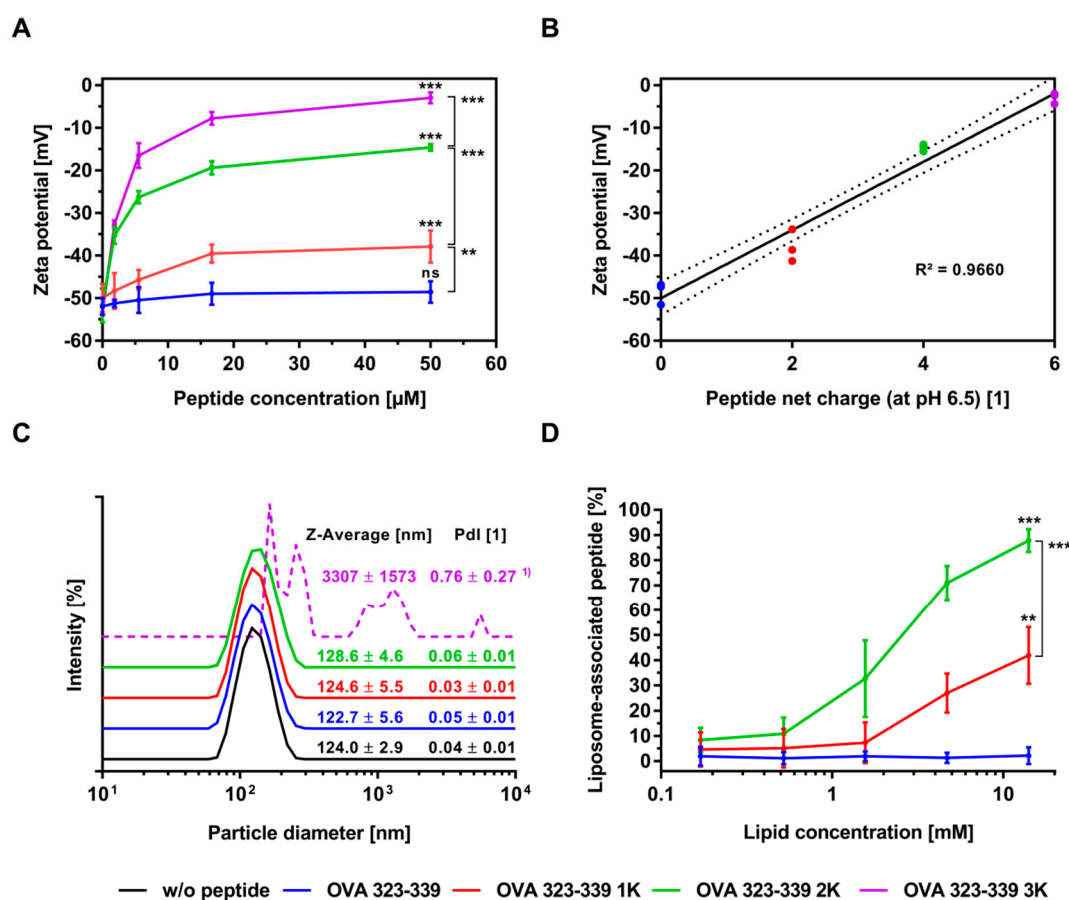 A
B
0
-10
-20
-30
-40
-50
-60
Zeta potential [mV]
***
***
***
***
***
**
ns
0 10 20 30 40 50 60
Peptide concentration [µM]
0
-10
-20
-30
-40
-50
-60
Zeta potential [mV]
R² = 0.9660
0 2 4 6
Peptide net charge (at pH 6.5) [1]
C
D
Intensity [%]
Z-Average [nm] PdI [1]
3307 ± 1573 0.76 ± 0.27 1)
128.6 ± 4.6 0.06 ± 0.01
124.6 ± 5.5 0.03 ± 0.01
122.7 ± 5.6 0.05 ± 0.01
124.0 ± 2.9 0.04 ± 0.01
10¹ 10² 10³ 10⁴
Particle diameter [nm]
Liposome-associated peptide [%]
100
90
80
70
60
50
40
30
20
10
0
***
***
**
0.1 1 10
Lipid concentration [mM]
w/o peptide OVA 323-339 OVA 323-339 1K OVA 323-339 2K OVA 323-339 3K